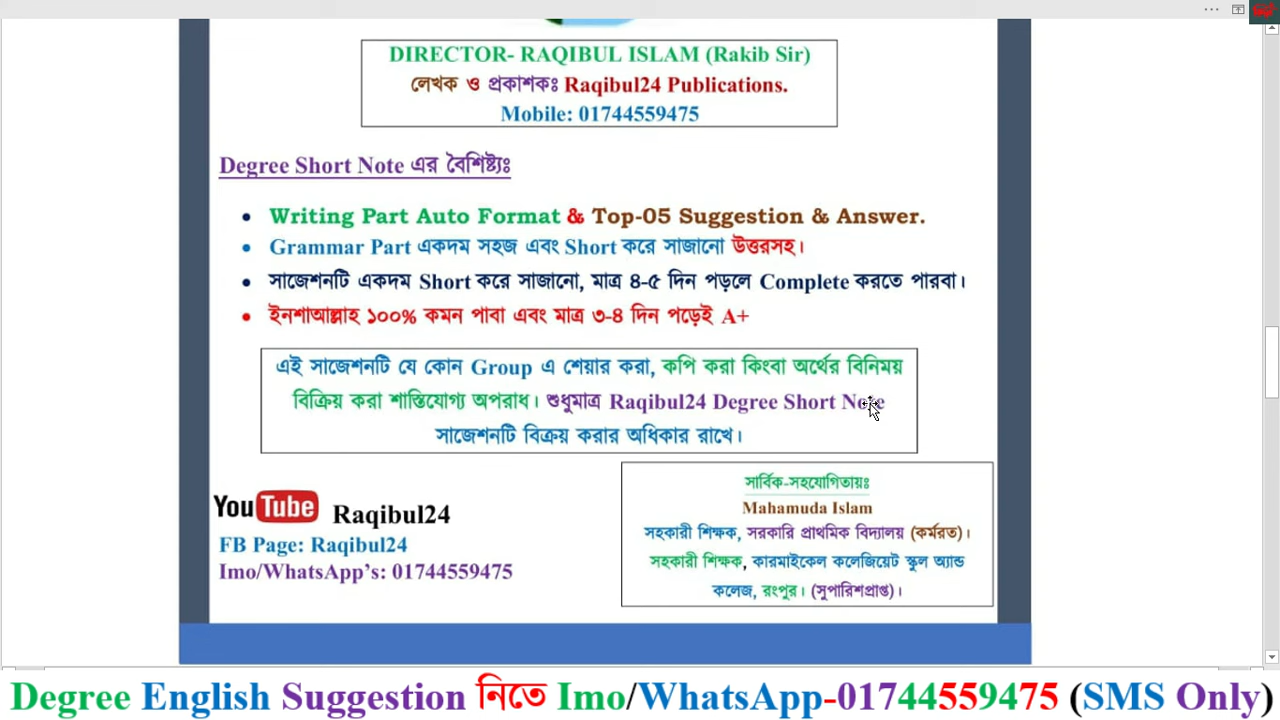 DIRECTOR- RAQIBUL ISLAM (Rakib Sir)
লেখক ও প্রকাশকঃ Raqibul24 Publications.
Mobile: 01744559475
Degree Short Note এর বৈশিষ্ট্যঃ
• Writing Part Auto Format & Top-05 Suggestion & Answer.
• Grammar Part একদম সহজ এবং Short করে সাজানো উত্তরসহ।
• সাজেশনটি একদম Short করে সাজানো, মাত্র ৪-৫ দিন পড়লে Complete করতে পারবা।
• ইনশাআল্লাহ ১০০% কমন পাবা এবং মাত্র ৩-৪ দিন পড়েই A+
এই সাজেশনটি যে কোন Group এ শেয়ার করা, কপি করা কিংবা অর্থের বিনিময়
বিক্রি করা শাস্তিযোগ্য অপরাধ। শুধুমাত্র Raqibul24 Degree Short Note
সাজেশনটি বিক্রয় করার অধিকার রাখে।
সার্বিক-সহযোগিতায়ঃ
Mahamuda Islam
সহকারী শিক্ষক, সরকারি প্রাথমিক বিদ্যালয় (কর্মরত)।
সহকারী শিক্ষক, কারমাইকেল কলেজিয়েট স্কুল অ্যান্ড
কলেজ, রংপুর। (সুপারিশপ্রাপ্ত)।
YouTube Raqibul24
FB Page: Raqibul24
Imo/WhatsApp's: 01744559475
Degree English Suggestion নিতে Imo/WhatsApp-01744559475 (SMS Only)